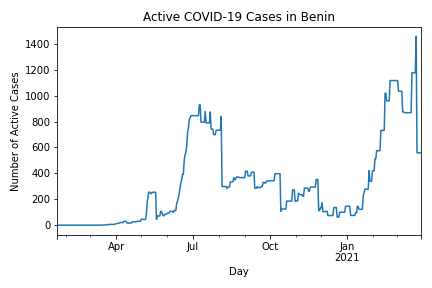 Active COVID-19 Cases in Benin
Number of Active Cases
1400
1200
1000
800
600
400
200
0
Apr Jul Oct Jan
2021
Day